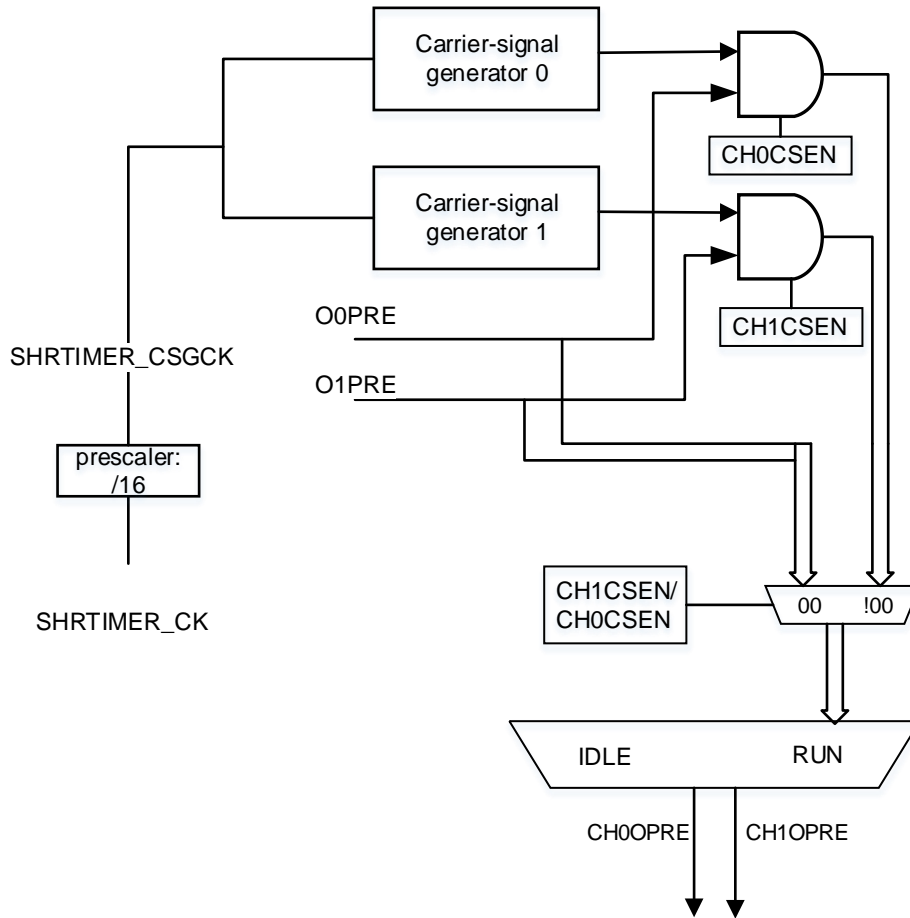 Carrier-signal
generator 0
CH0CSEN
Carrier-signal
generator 1
CH1CSEN
O0PRE
SHRTIMER_CSGCK
O1PRE
prescaler:
/16
SHRTIMER_CK
CH1CSEN/
CH0CSEN
00 !00
IDLE RUN
CH0OPRE CH1OPRE